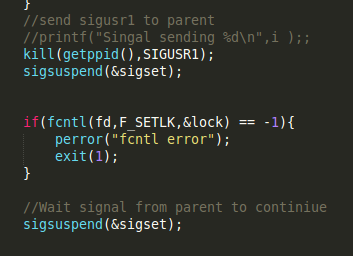 }
//send sigusr1 to parent
//printf("Singal sending %d\n",i );;
kill(getppid(),SIGUSR1);
sigsuspend(&sigset);
if(fcntl(fd,F_SETLK,&lock) == -1){
perror("fcntl error");
exit(1);
}
//Wait signal from parent to continiue
sigsuspend(&sigset);